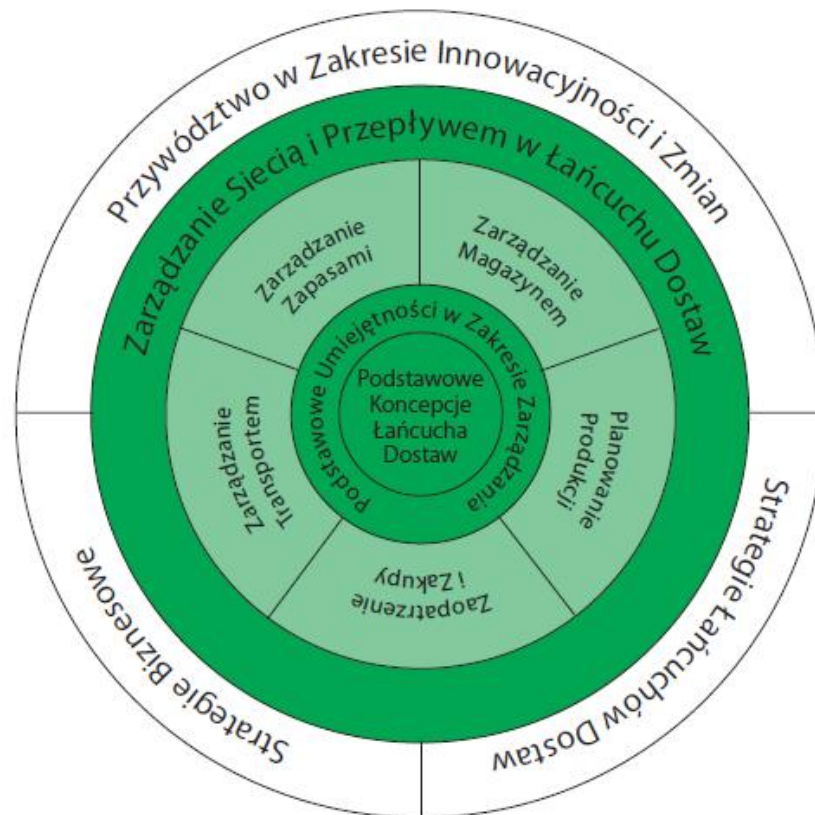 Przywództwo w Zakresie Innowacyjności i Zmian
Zarządzanie Siecią i Przepływem w Łańcuchu Dostaw
Zarządzanie
Zapasami
Zarządzanie
Magazynem
Podstawowe Umiejętności w Zakresie Zarządzania
Podstawowe
Koncepcje
Łańcucha
Dostaw
Zarządzanie
Transportem
Planowanie
Produkcji
Zaopatrzenie
i Zakupy
Strategie Biznesowe
Strategie Łańcuchów Dostaw